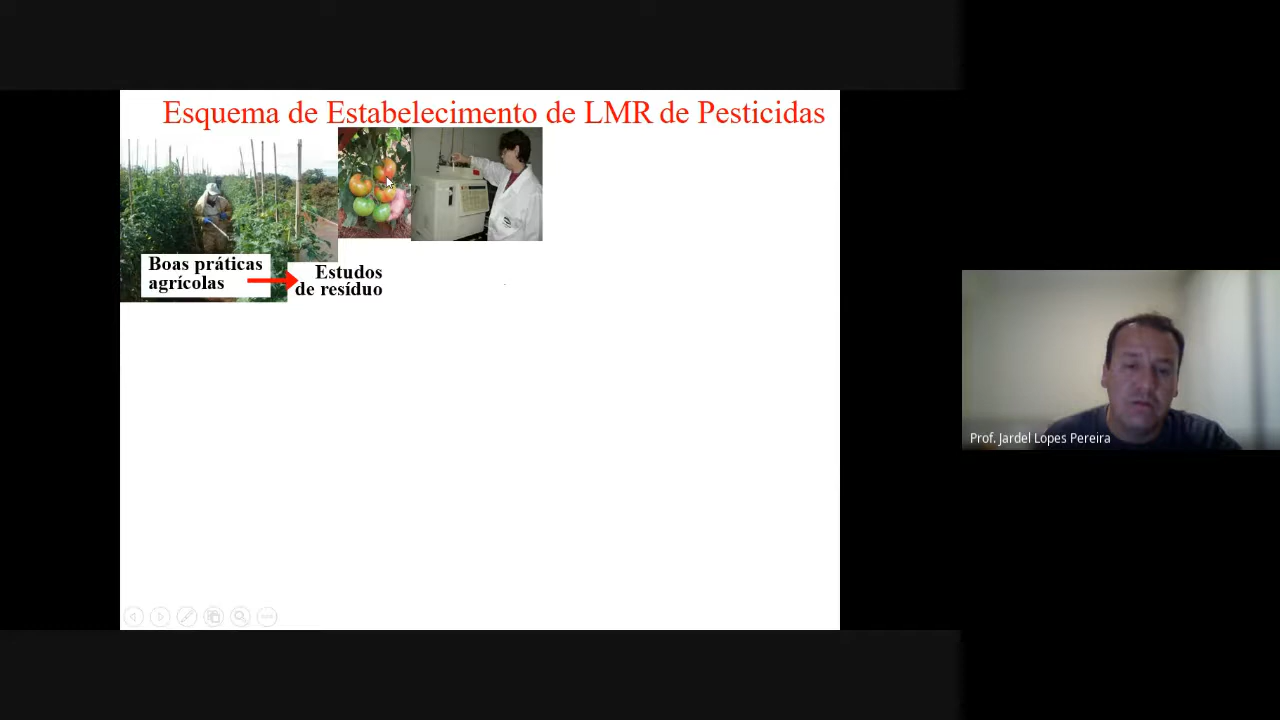 Esquema de Estabelecimento de LMR de Pesticidas
Boas práticas
agrícolas
Estudos
de resíduo
Prof. Jardel Lopes Pereira